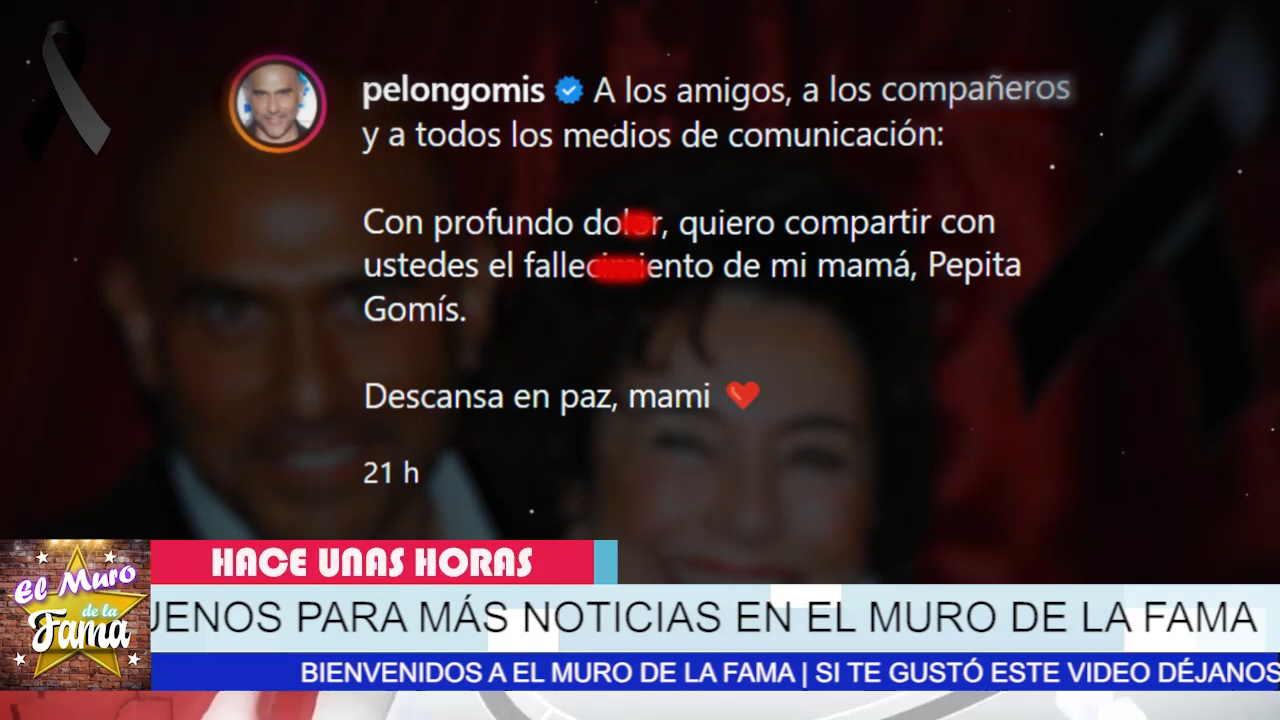 pelongomis A los amigos, a los compañeros
y a todos los medios de comunicación:
Con profundo dolor, quiero compartir con
ustedes el fallecimiento de mi mamá, Pepita
Gomís.
Descansa en paz, mami ❤️
21 h
HACE UNAS HORAS
El Muro
de la
Fama
UENOS PARA MÁS NOTICIAS EN EL MURO DE LA FAMA
BIENVENIDOS A EL MURO DE LA FAMA | SI TE GUSTÓ ESTE VIDEO DÉJANOS